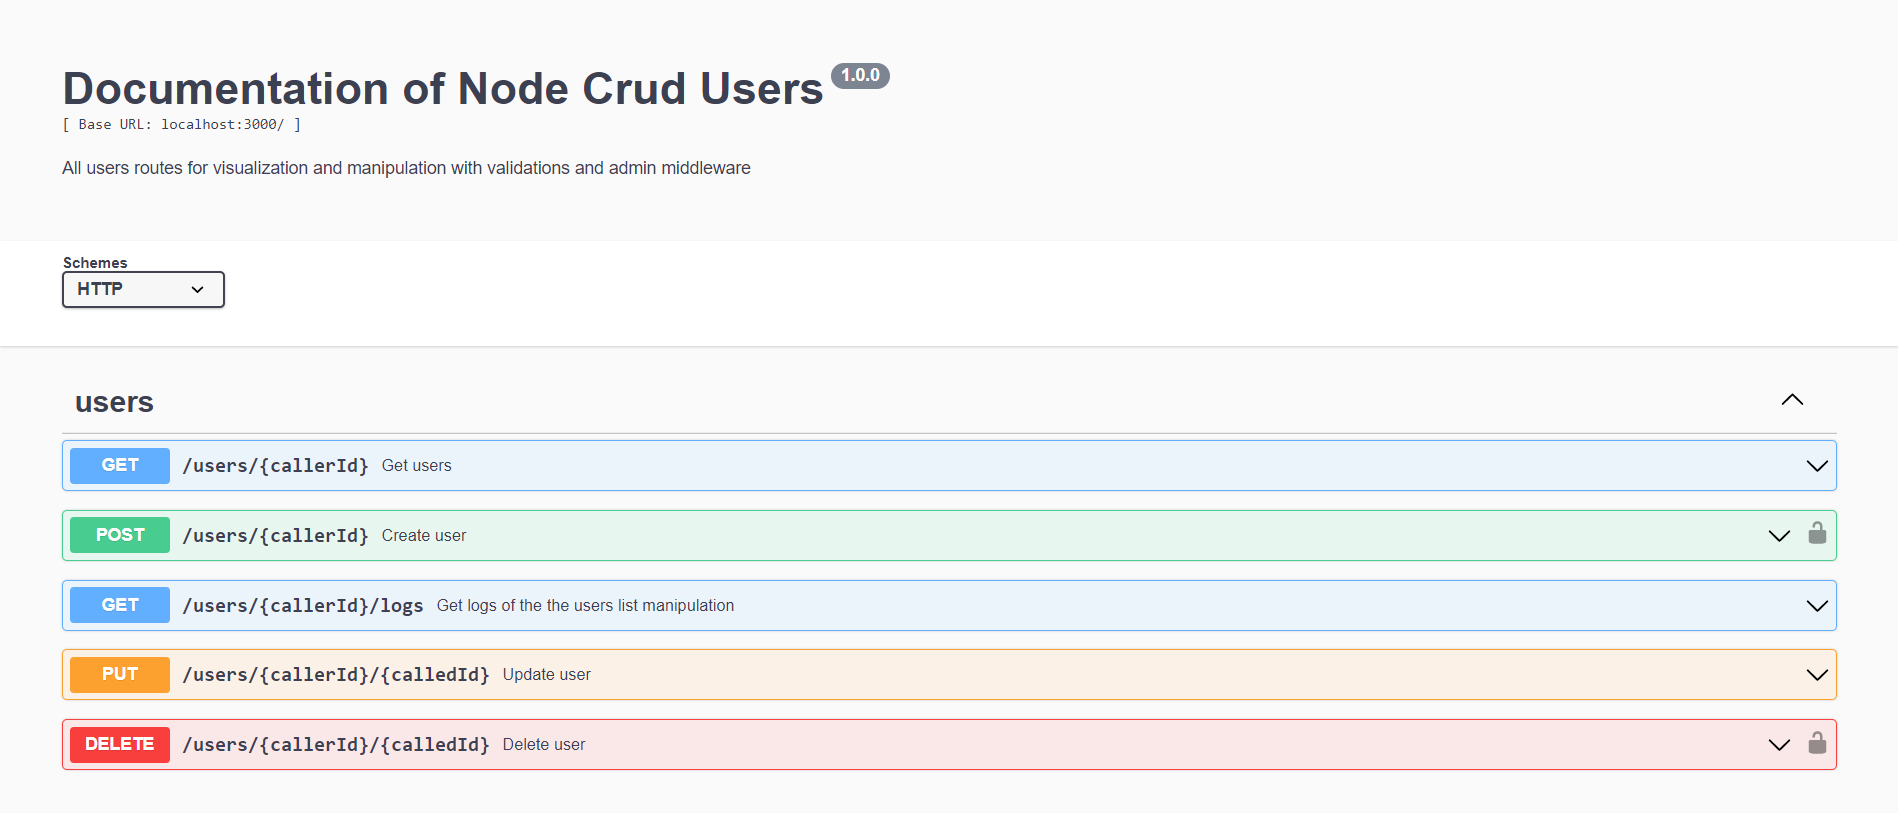 Documentation of Node Crud Users 1.0.0
[ Base URL: localhost:3000/ ]
All users routes for visualization and manipulation with validations and admin middleware
Schemes
HTTP
users
GET /users/{callerId} Get users
POST /users/{callerId} Create user
GET /users/{callerId}/logs Get logs of the the users list manipulation
PUT /users/{callerId}/{calledId} Update user
DELETE /users/{callerId}/{calledId} Delete user